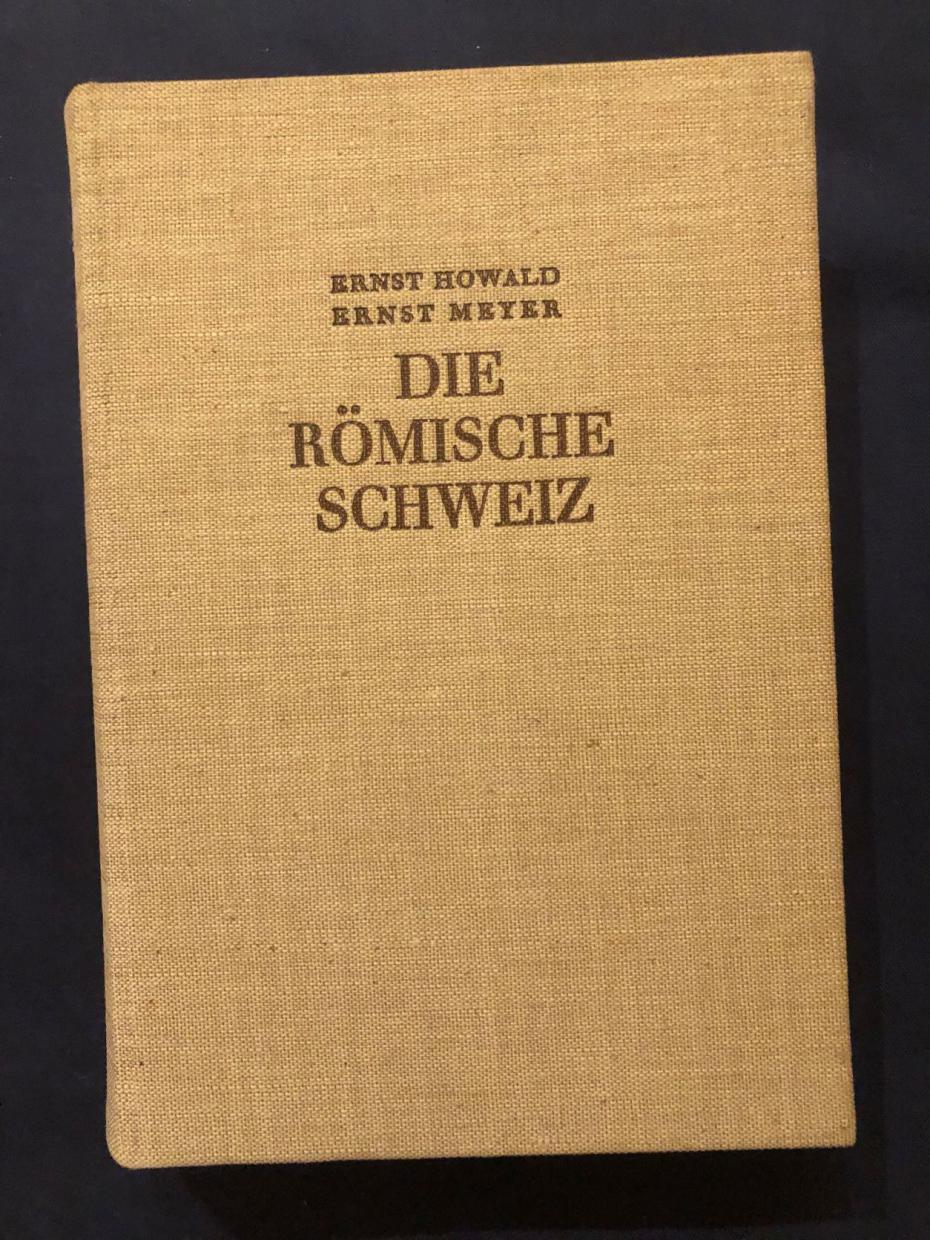 ERNST HOWALD
ERNST MEYER
DIE
RÖMISCHE
SCHWEIZ